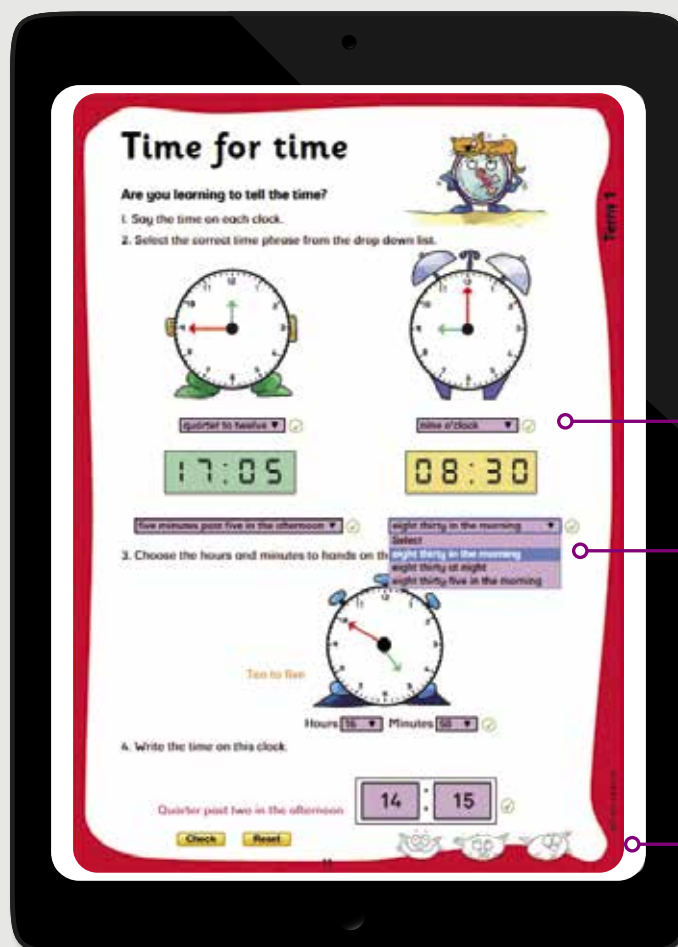 Time for time
Term 1
Are you learning to tell the time?
1. Say the time on each clock.
2. Select the correct time phrase from the drop down list.
quarter to twelve
nine o'clock
17:05
08:30
five minutes past five in the afternoon
eight thirty in the morning
Select
eight thirty in the morning
eight thirty at night
eight thirty five in the morning
3. Choose the hours and minutes to hands on th
Ten to five
Hours 16 Minutes 50
4. Write the time on this clock.
Quarter past two in the afternoon
14 : 15
Check Reset
11